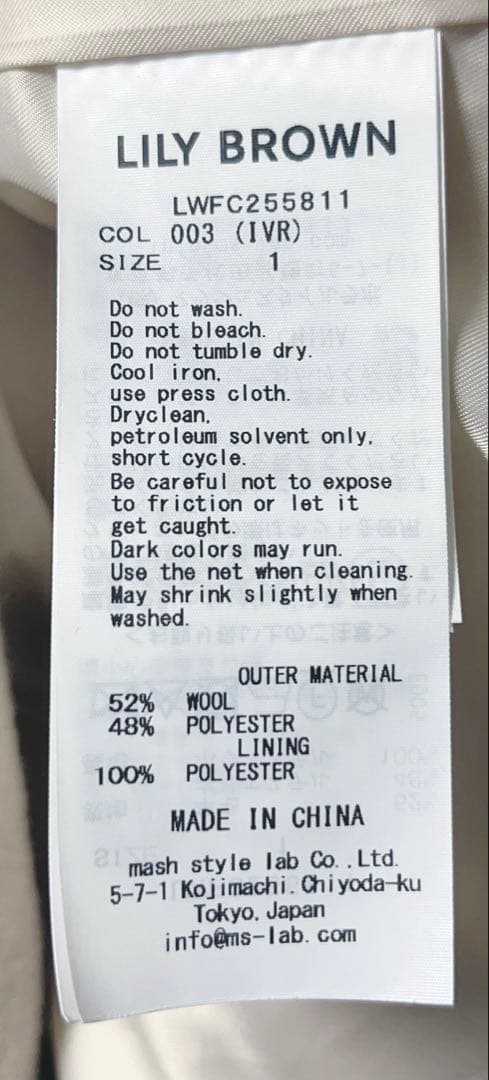 LILY BROWN
LWFC255811
COL 003 (IVR)
SIZE 1
Do not wash.
Do not bleach.
Do not tumble dry.
Cool iron,
use press cloth.
Dryclean,
petroleum solvent only,
short cycle.
Be careful not to expose
to friction or let it
get caught.
Dark colors may run.
Use the net when cleaning.
May shrink slightly when
washed.
OUTER MATERIAL
52% WOOL
48% POLYESTER
LINING
100% POLYESTER
MADE IN CHINA
mash style lab Co.,Ltd.
5-7-1 Kojimachi.Chiyoda-ku
Tokyo, Japan
info@ms-lab.com